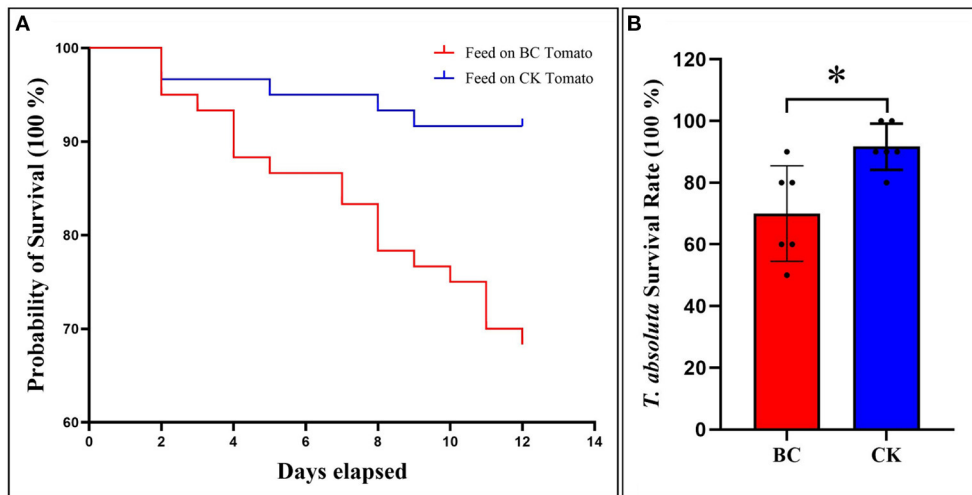 A
Probability of Survival (100 %)
100
90
80
70
60
0 2 4 6 8 10 12 14
Days elapsed
Feed on BC Tomato
Feed on CK Tomato
B
T. absoluta Survival Rate (100 %)
120
100
80
60
40
20
0
*
BC CK